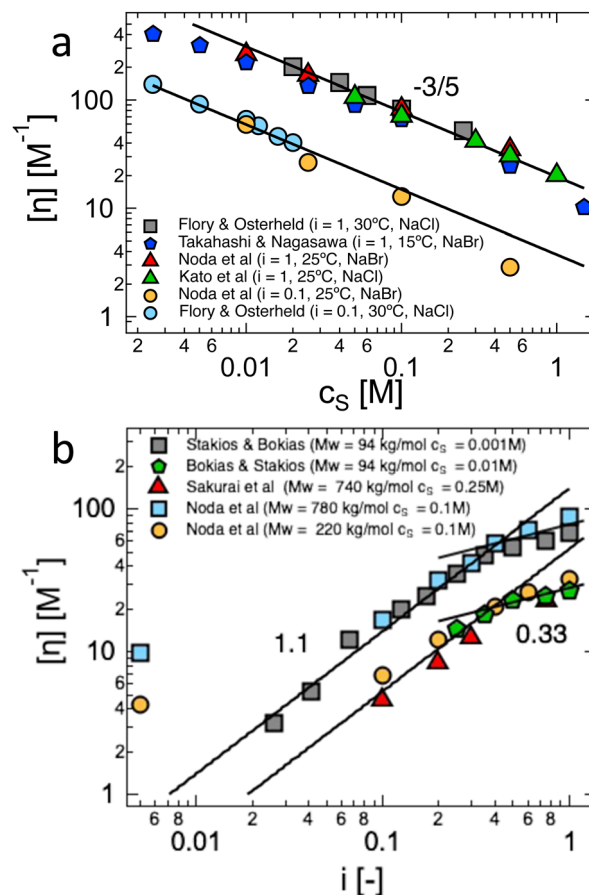 a
4
2
100
6
4
2
10
6
4
2
1
[η] [M⁻¹]
-3/5
Flory & Osterheld (i = 1, 30ºC, NaCl)
Takahashi & Nagasawa (i = 1, 15ºC, NaBr)
Noda et al (i = 1, 25ºC, NaBr)
Kato et al (i = 1, 25ºC, NaCl)
Noda et al (i = 0.1, 25ºC, NaBr)
Flory & Osterheld (i = 0.1, 30ºC, NaCl)
2 4 6 0.01 2 4 6 0.1 2 4 6 1
c_S [M]
b
2
100
6
4
2
10
6
4
2
1
[η] [M⁻¹]
Stakios & Bokias (Mw = 94 kg/mol c_S = 0.001M)
Bokias & Stakios (Mw = 94 kg/mol c_S = 0.01M)
Sakurai et al (Mw = 740 kg/mol c_S = 0.25M)
Noda et al (Mw = 780 kg/mol c_S = 0.1M)
Noda et al (Mw = 220 kg/mol c_S = 0.1M)
1.1
0.33
6 8 0.01 2 4 6 8 0.1 2 4 6 8 1
i [-]